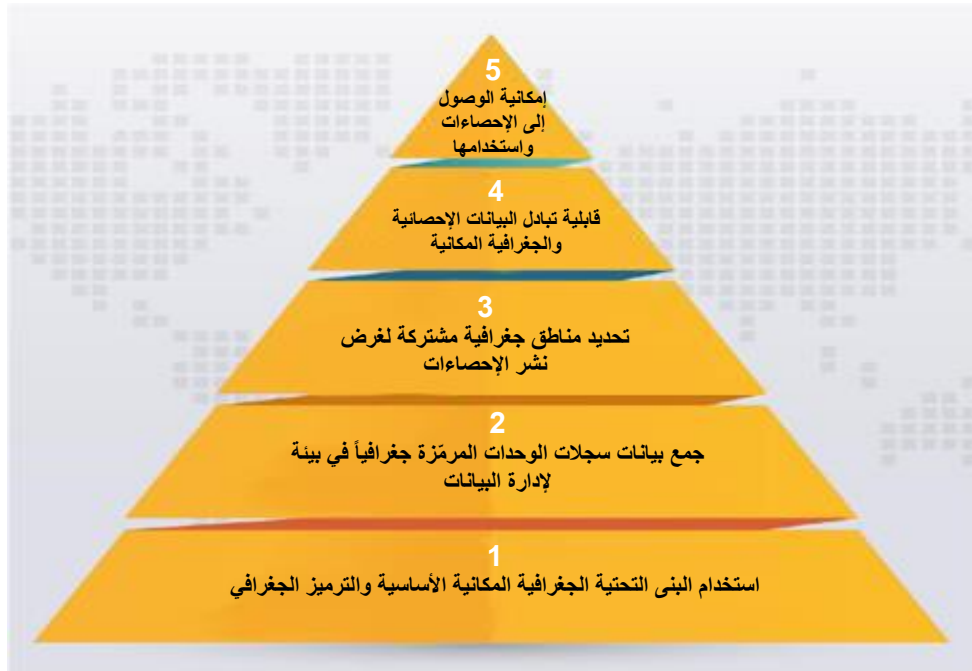 5
إمكانية الوصول
إلى الإحصاءات
واستخدامها
4
قابلية تبادل البيانات الإحصائية
والجغرافية المكانية
3
تحديد مناطق جغرافية مشتركة لغرض
نشر الإحصاءات
2
جمع بيانات سجلات الوحدات المرمّزة جغرافياً في بيئة
لإدارة البيانات
1
استخدام البنى التحتية الجغرافية المكانية الأساسية والترميز الجغرافي